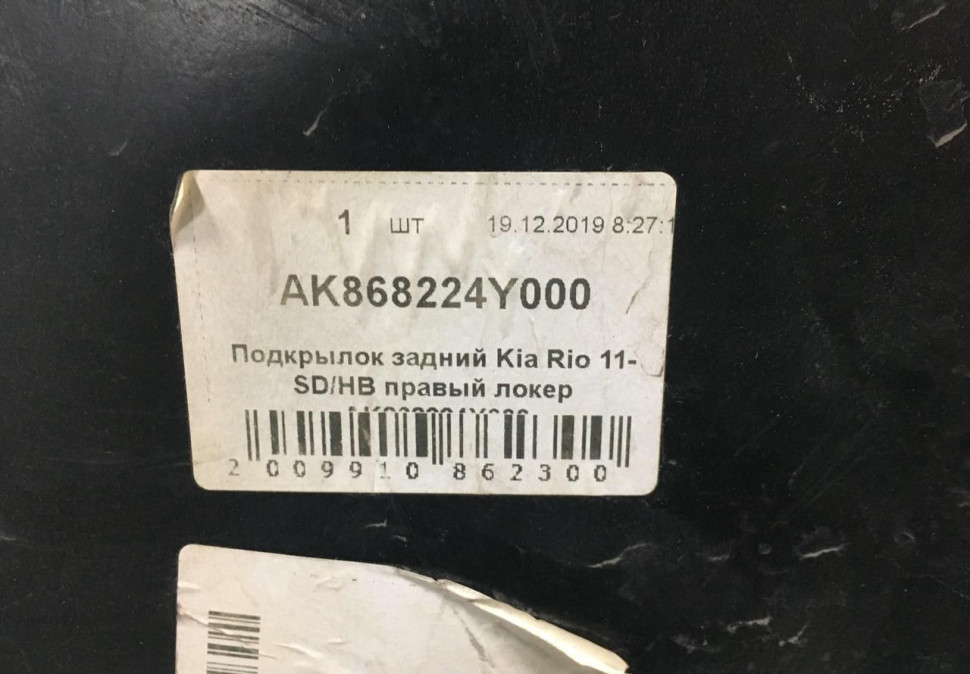 1 шт 19.12.2019 8:27:1
AK868224Y000
Подкрылок задний Kia Rio 11-
SD/HB правый локер
2 009910 862300